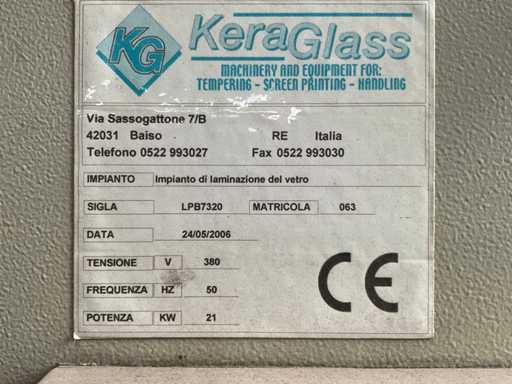 KG KeraGlass
MACHINERY AND EQUIPMENT FOR:
TEMPERING - SCREEN PRINTING - HANDLING
Via Sassogattone 7/B
42031 Baiso RE Italia
Telefono 0522 993027 Fax 0522 993030
IMPIANTO Impianto di laminazione del vetro
SIGLA LPB7320 MATRICOLA 063
DATA 24/05/2006
TENSIONE V 380
FREQUENZA HZ 50
POTENZA KW 21
CE